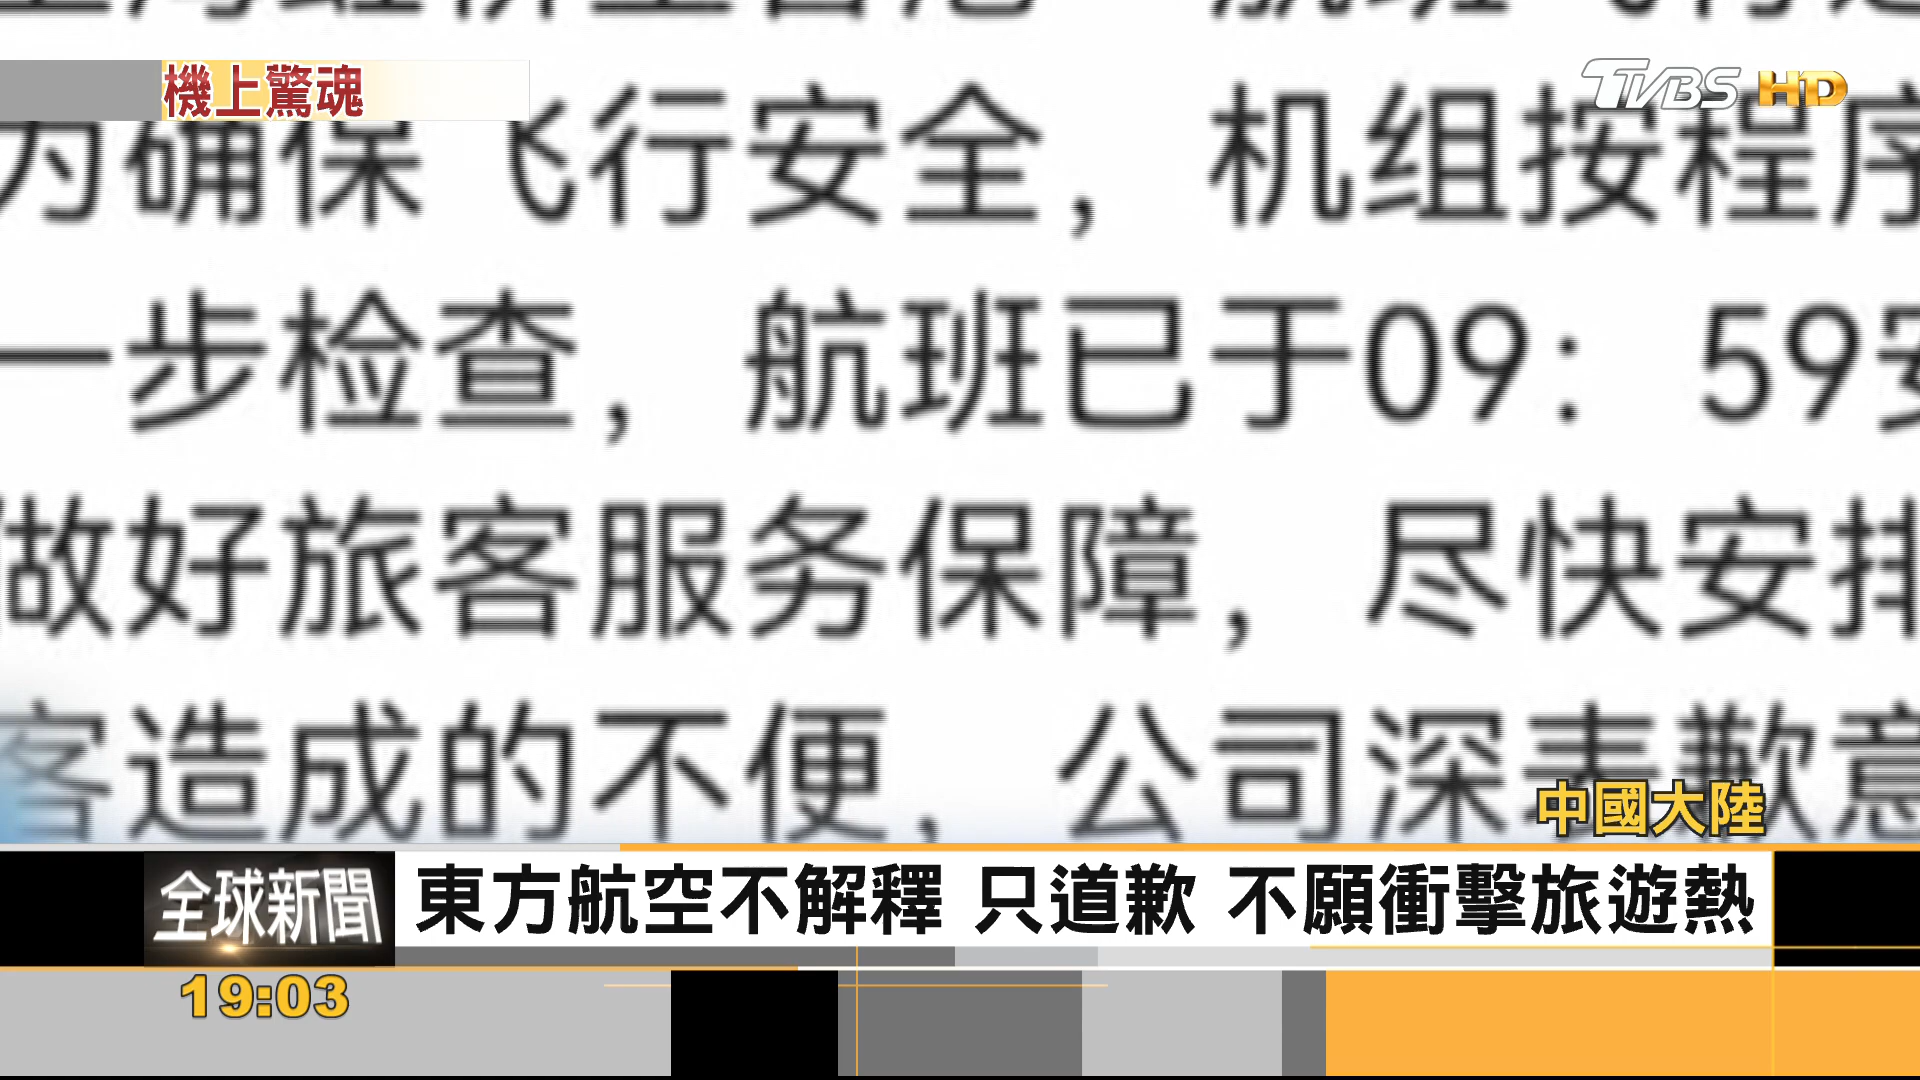 機上驚魂
TVBS HD
为确保飞行安全，机组按程序
一步检查，航班已于09：59安
做好旅客服务保障，尽快安排
客造成的不便，公司深表歉意
中國大陸
全球新聞
東方航空不解釋 只道歉 不願衝擊旅遊熱
19:03